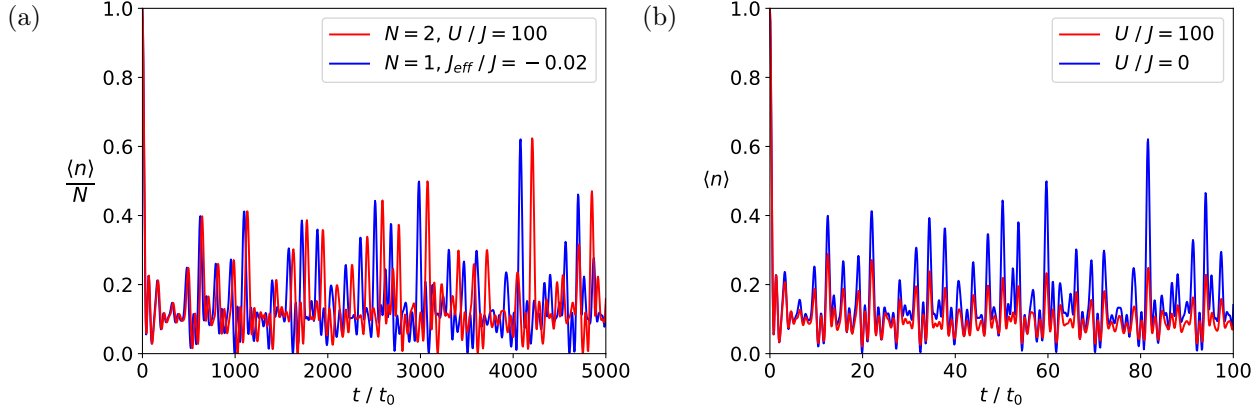 (a)
1.0
0.8
0.6
0.4
0.2
0.0
⟨n⟩
N
N = 2, U / J = 100
N = 1, J_eff / J = −0.02
0 1000 2000 3000 4000 5000
t / t₀
(b)
1.0
0.8
0.6
0.4
0.2
0.0
⟨n⟩
U / J = 100
U / J = 0
0 20 40 60 80 100
t / t₀